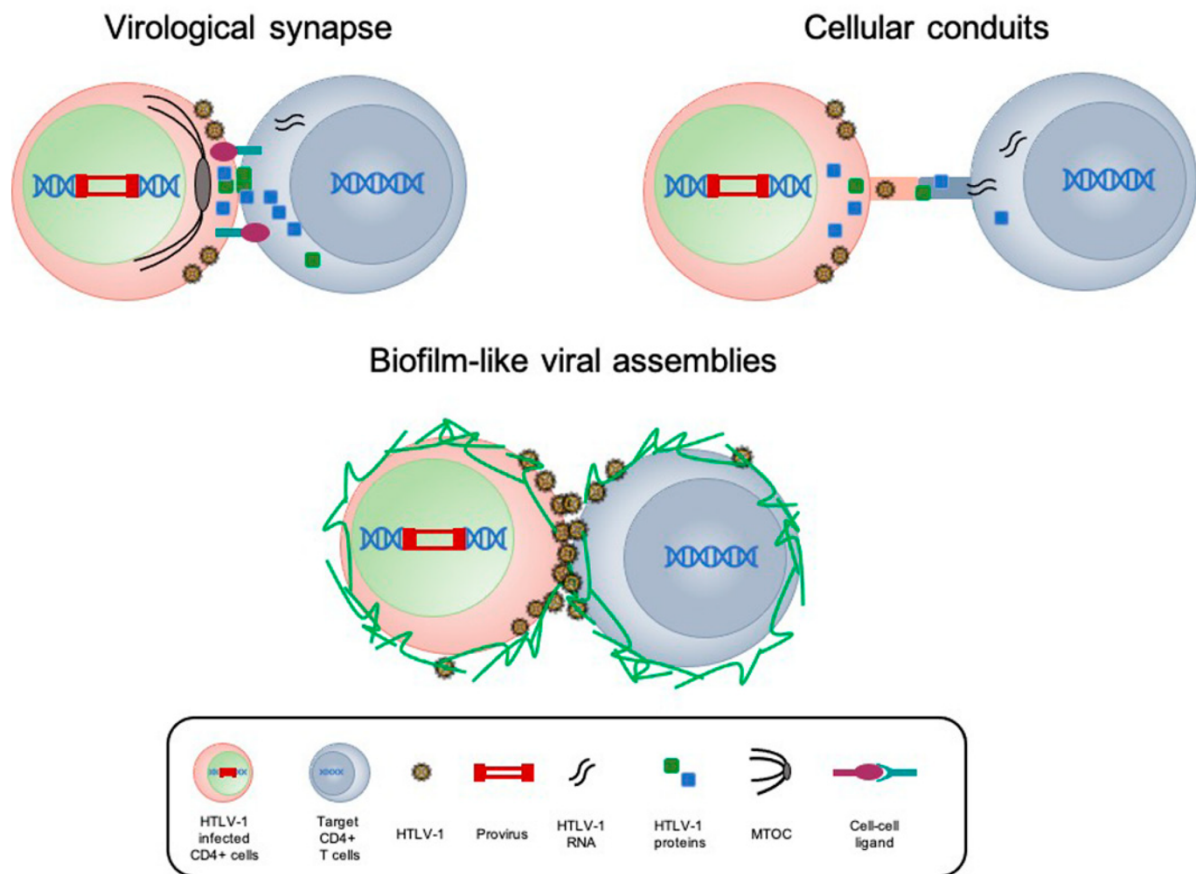 Virological synapse
Cellular conduits
Biofilm-like viral assemblies
HTLV-1
infected
CD4+ cells
Target
CD4+
T cells
HTLV-1
Provirus
HTLV-1
RNA
HTLV-1
proteins
MTOC
Cell-cell
ligand